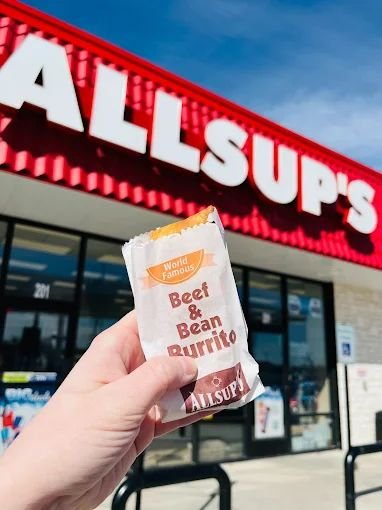 ALLSUP'S
201
World
Famous
Beef
&
Bean
Burrito
ALLSUP'S